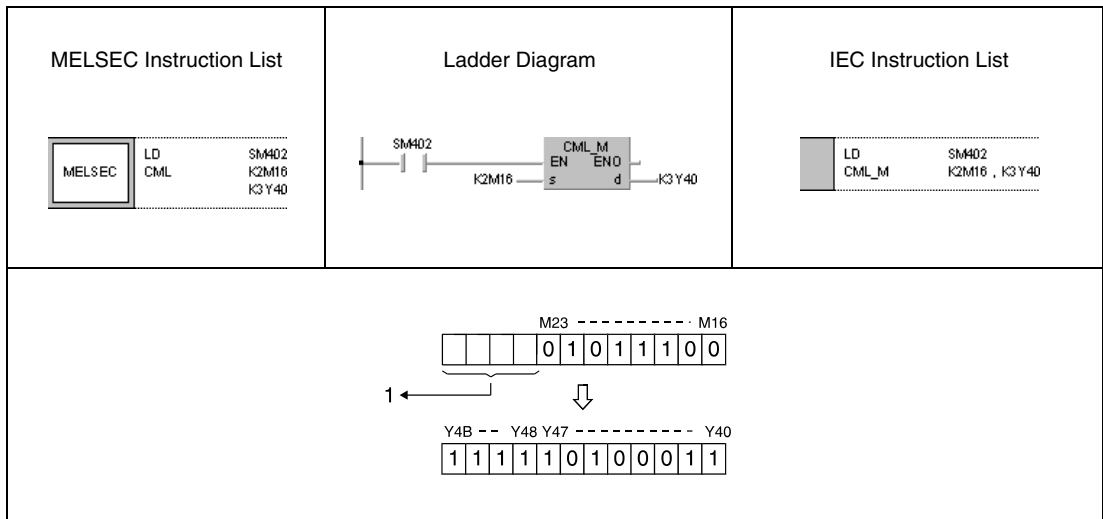 MELSEC Instruction List
Ladder Diagram
IEC Instruction List
MELSEC
LD SM402
CML K2M16
K3Y40
SM402
CML_M
EN ENO
K2M16 s d K3Y40
LD SM402
CML_M K2M16 , K3Y40
M23 - - - - - - - - - M16
0 1 0 1 1 1 0 0
1
Y4B - - Y48 Y47 - - - - - - - - - Y40
1 1 1 1 1 0 1 0 0 0 1 1